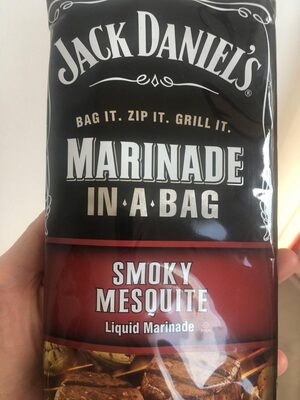 JACK DANIEL'S®
BAG IT. ZIP IT. GRILL IT.
MARINADE
IN·A·BAG
SMOKY
MESQUITE
Liquid Marinade